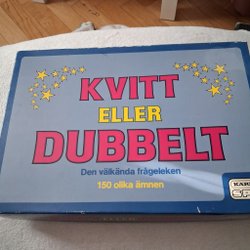 KVITT
ELLER
DUBBELT
Den välkända frågeleken
150 olika ämnen